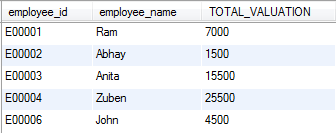 employee_id employee_name TOTAL_VALUATION
E00001 Ram 7000
E00002 Abhay 1500
E00003 Anita 15500
E00004 Zuben 25500
E00006 John 4500